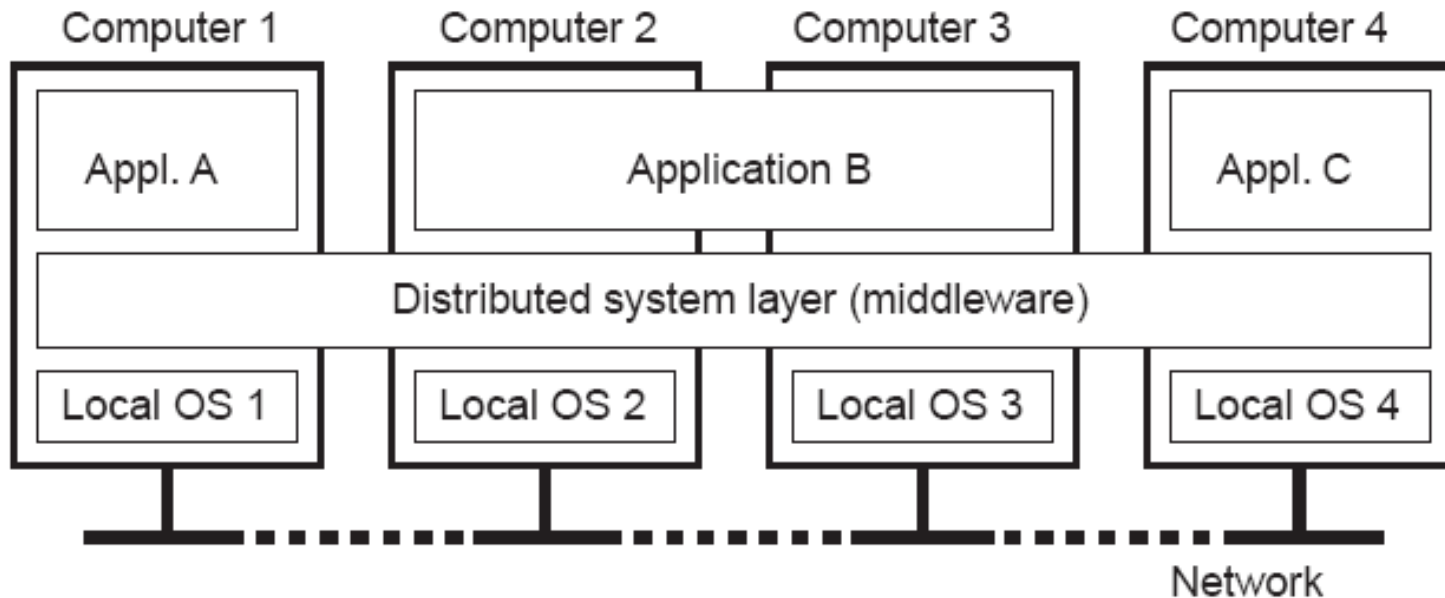 Computer 1
Computer 2
Computer 3
Computer 4
Appl. A
Application B
Appl. C
Distributed system layer (middleware)
Local OS 1
Local OS 2
Local OS 3
Local OS 4
Network